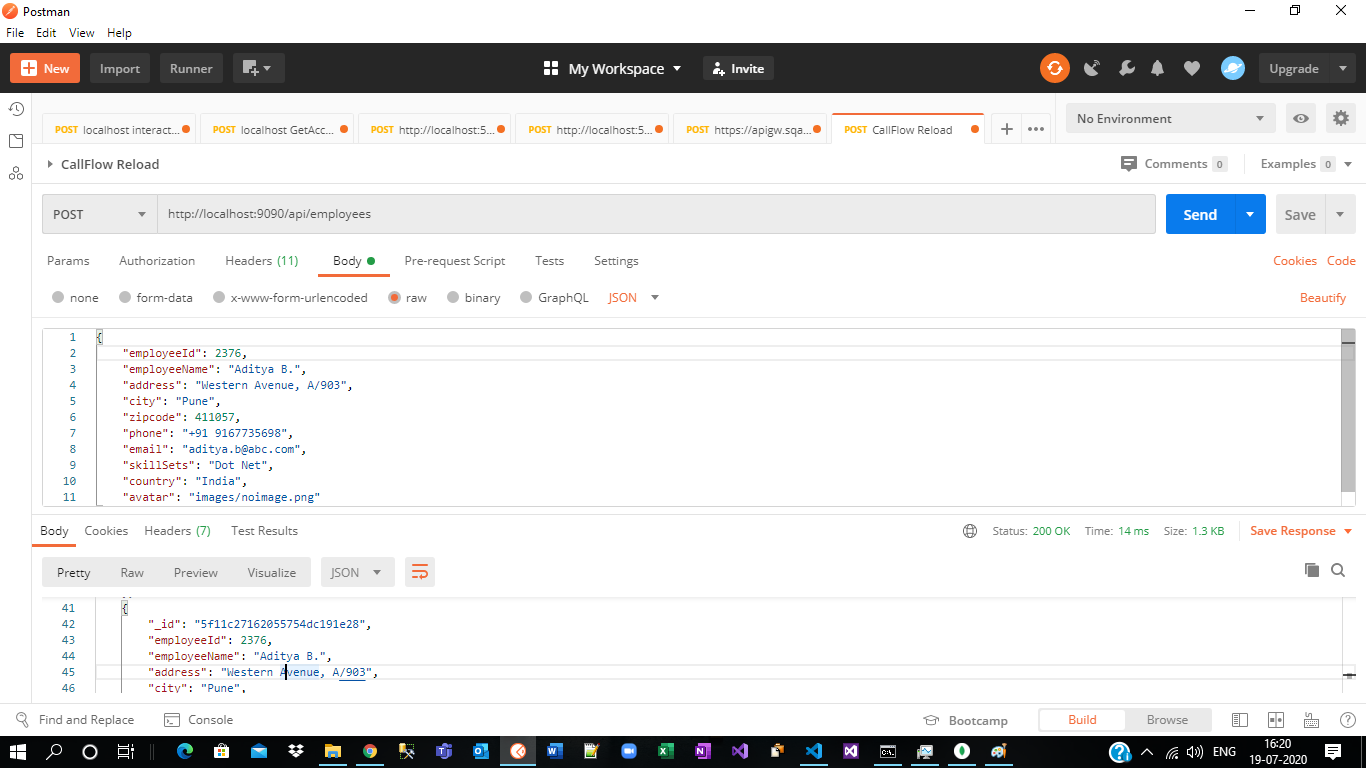 Postman
File Edit View Help
New Import Runner My Workspace Invite Upgrade
POST localhost interact... POST localhost GetAcc... POST http://localhost:5... POST http://localhost:5... POST https://apigw.sqa... POST CallFlow Reload No Environment
CallFlow Reload Comments 0 Examples 0
POST http://localhost:9090/api/employees Send Save
Params Authorization Headers (11) Body Pre-request Script Tests Settings Cookies Code
none form-data x-www-form-urlencoded raw binary GraphQL JSON Beautify
1 {
2 "employeeId": 2376,
3 "employeeName": "Aditya B.",
4 "address": "Western Avenue, A/903",
5 "city": "Pune",
6 "zipcode": 411057,
7 "phone": "+91 9167735698",
8 "email": "aditya.b@abc.com",
9 "skillSets": "Dot Net",
10 "country": "India",
11 "avatar": "images/noimage.png"
Body Cookies Headers (7) Test Results Status: 200 OK Time: 14 ms Size: 1.3 KB Save Response
Pretty Raw Preview Visualize JSON
41 {
42 "_id": "5f11c27162055754dc191e28",
43 "employeeId": 2376,
44 "employeeName": "Aditya B.",
45 "address": "Western Avenue, A/903",
46 "city": "Pune",
Find and Replace Console Bootcamp Build Browse
ENG 16:20
19-07-2020